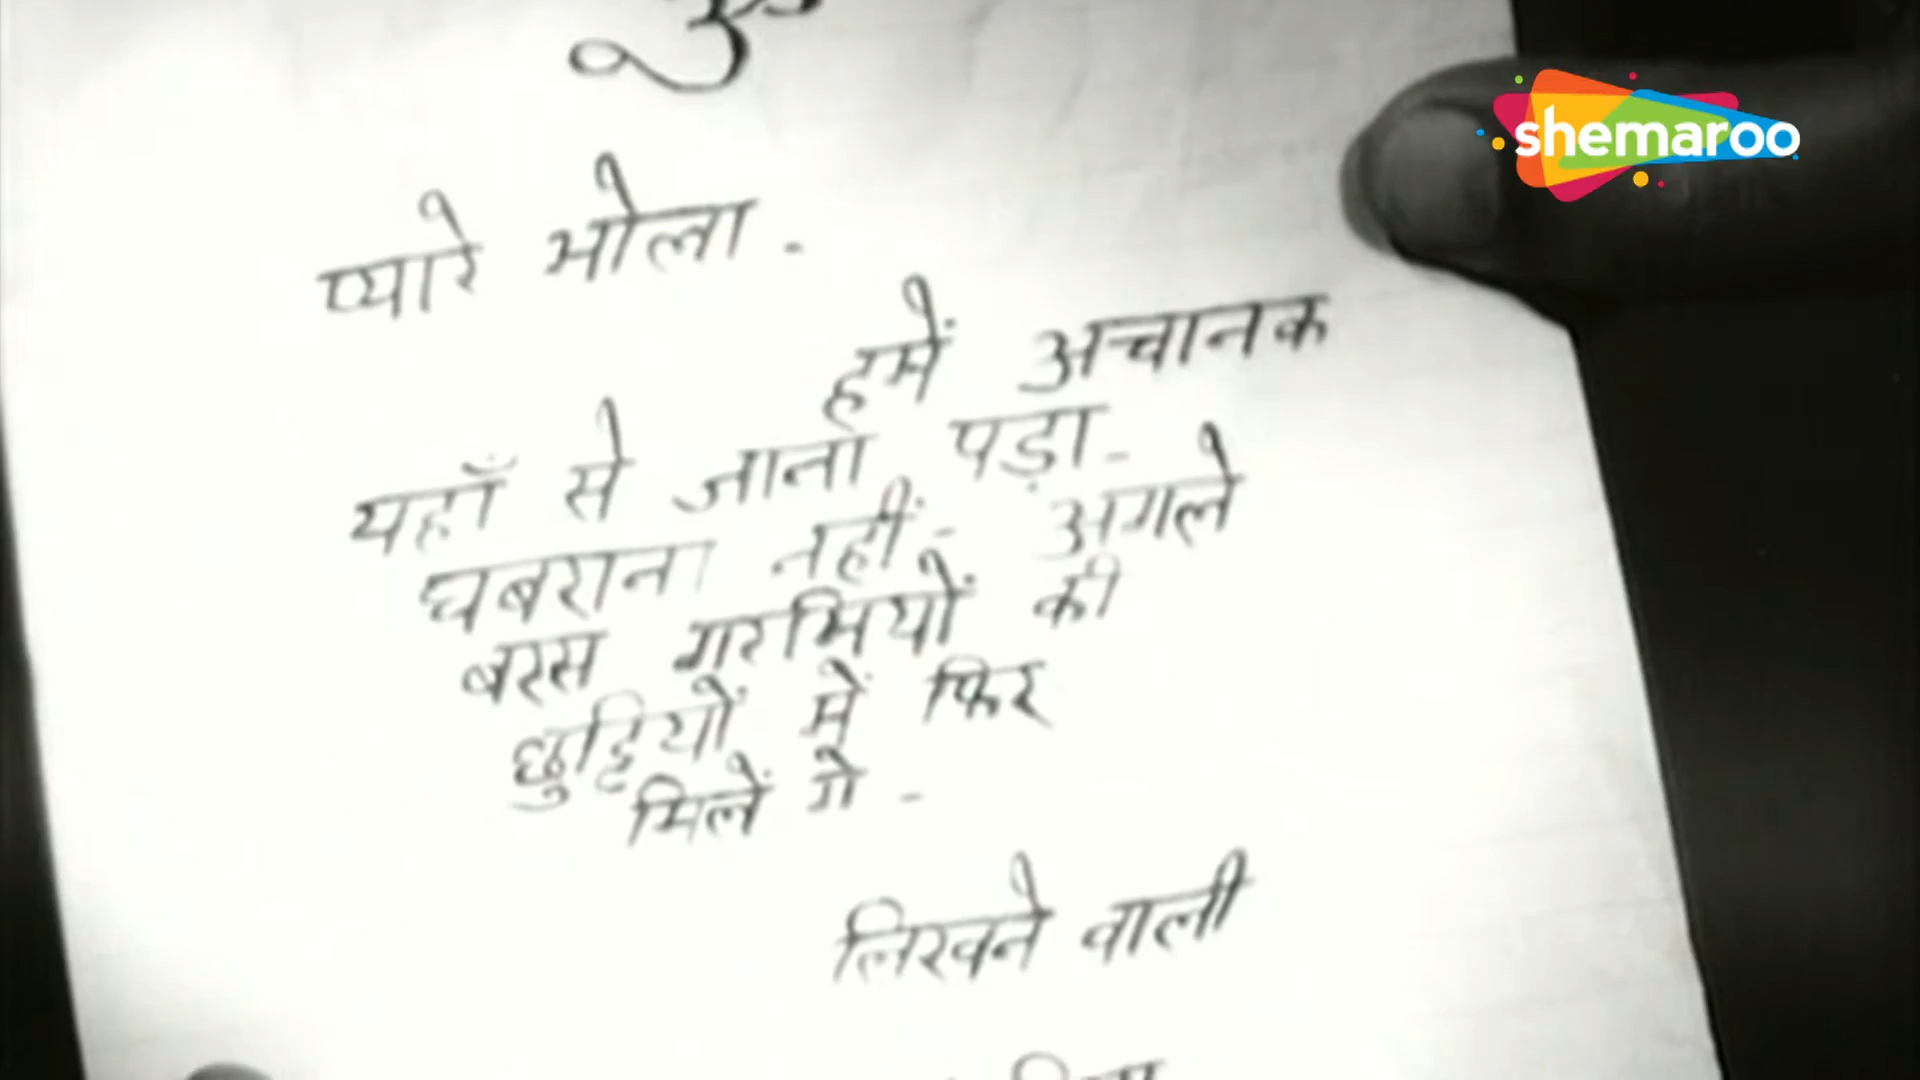 shemaroo
प्यारे भोला -
हमें अचानक
यहाँ से जाना पड़ा -
घबराना नहीं - अगले
बरस गरमियों की
छुट्टियों में फिर
मिलें गे -
लिखने वाली